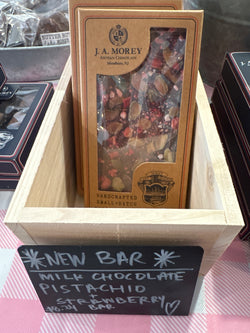 J. A. MOREY
ARTISAN CHOCOLATE
HANDCRAFTED
SMALL-BATCH
*NEW BAR*
MILK CHOCOLATE
PISTACHIO
+
STRAWBERRY
BAR